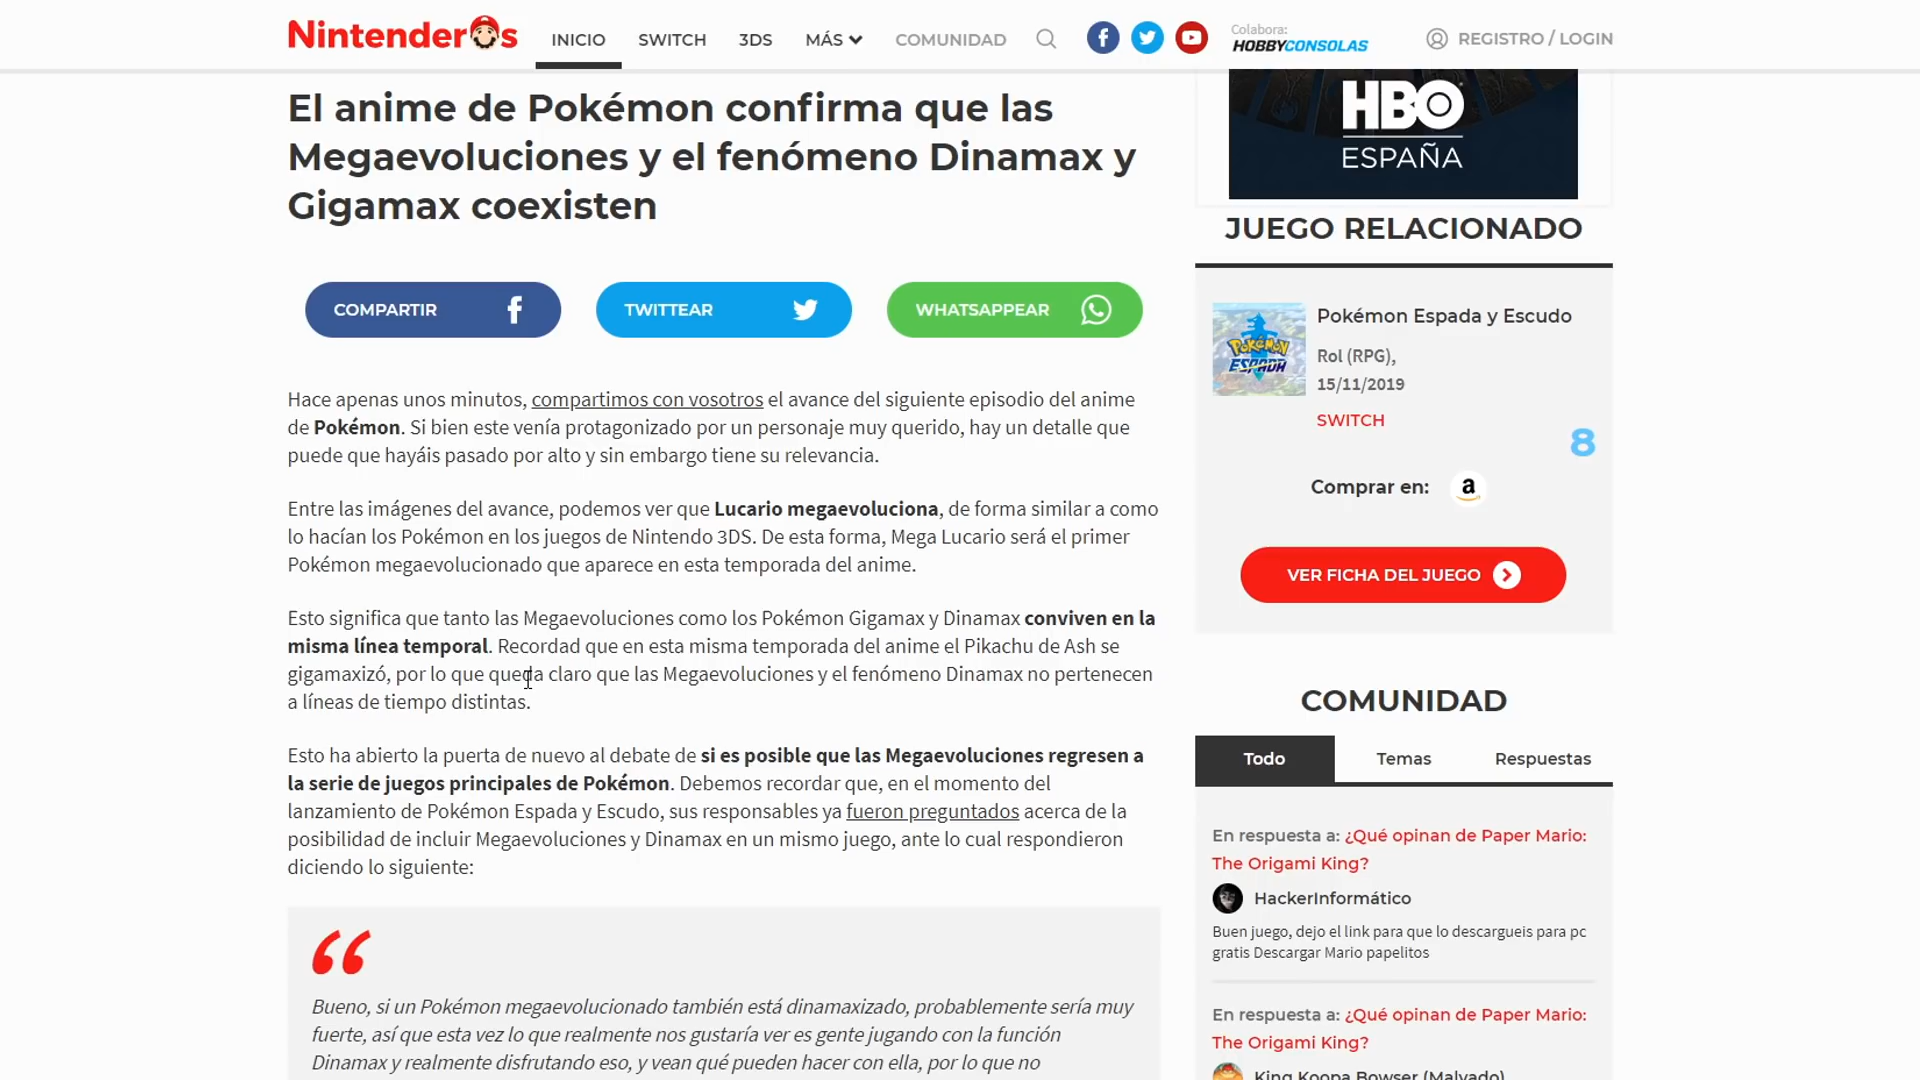 Nintenderos
INICIO
SWITCH
3DS
MÁS
COMUNIDAD
Colabora:
HOBBYCONSOLAS
REGISTRO / LOGIN
El anime de Pokémon confirma que las
Megaevoluciones y el fenómeno Dinamax y
Gigamax coexisten
COMPARTIR
TWITTEAR
WHATSAPPEAR
Hace apenas unos minutos, compartimos con vosotros el avance del siguiente episodio del anime
de Pokémon. Si bien este venía protagonizado por un personaje muy querido, hay un detalle que
puede que hayáis pasado por alto y sin embargo tiene su relevancia.
Entre las imágenes del avance, podemos ver que Lucario megaevoluciona, de forma similar a como
lo hacían los Pokémon en los juegos de Nintendo 3DS. De esta forma, Mega Lucario será el primer
Pokémon megaevolucionado que aparece en esta temporada del anime.
Esto significa que tanto las Megaevoluciones como los Pokémon Gigamax y Dinamax conviven en la
misma línea temporal. Recordad que en esta misma temporada del anime el Pikachu de Ash se
gigamaxizó, por lo que queda claro que las Megaevoluciones y el fenómeno Dinamax no pertenecen
a líneas de tiempo distintas.
Esto ha abierto la puerta de nuevo al debate de si es posible que las Megaevoluciones regresen a
la serie de juegos principales de Pokémon. Debemos recordar que, en el momento del
lanzamiento de Pokémon Espada y Escudo, sus responsables ya fueron preguntados acerca de la
posibilidad de incluir Megaevoluciones y Dinamax en un mismo juego, ante lo cual respondieron
diciendo lo siguiente:
“
Bueno, si un Pokémon megaevolucionado también está dinamaxizado, probablemente sería muy
fuerte, así que esta vez lo que realmente nos gustaría ver es gente jugando con la función
Dinamax y realmente disfrutando eso, y vean qué pueden hacer con ella, por lo que no
HBO
ESPAÑA
JUEGO RELACIONADO
POKÉMON
ESPADA
Pokémon Espada y Escudo
Rol (RPG),
15/11/2019
SWITCH
8
Comprar en: a
VER FICHA DEL JUEGO
COMUNIDAD
Todo
Temas
Respuestas
En respuesta a: ¿Qué opinan de Paper Mario:
The Origami King?
HackerInformático
Buen juego, dejo el link para que lo descargueis para pc
gratis Descargar Mario papelitos
En respuesta a: ¿Qué opinan de Paper Mario:
The Origami King?
King Koopa Bowser (Malvado)